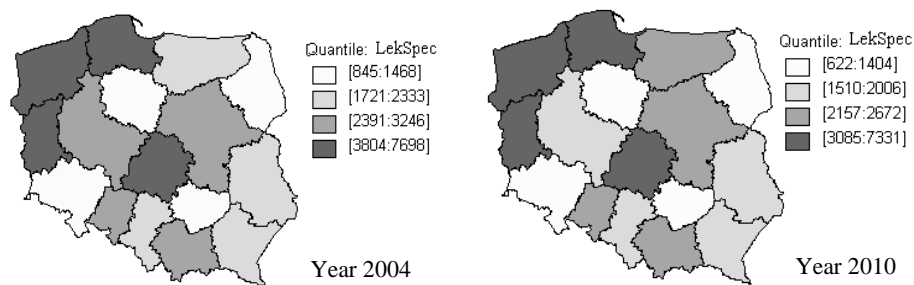 Quantile: LekSpec
[845:1468]
[1721:2333]
[2391:3246]
[3804:7698]
Year 2004
Quantile: LekSpec
[622:1404]
[1510:2006]
[2157:2672]
[3085:7331]
Year 2010